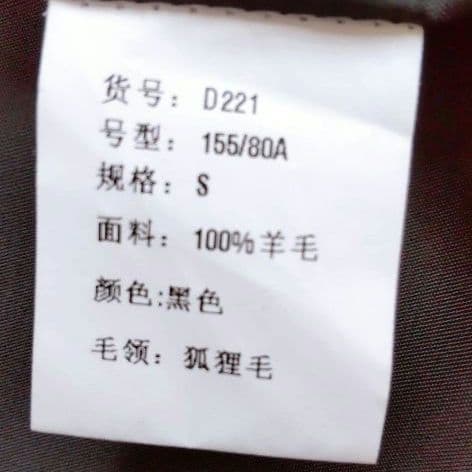 货号：D221
号型：155/80A
规格：S
面料：100%羊毛
颜色:黑色
毛领：狐狸毛